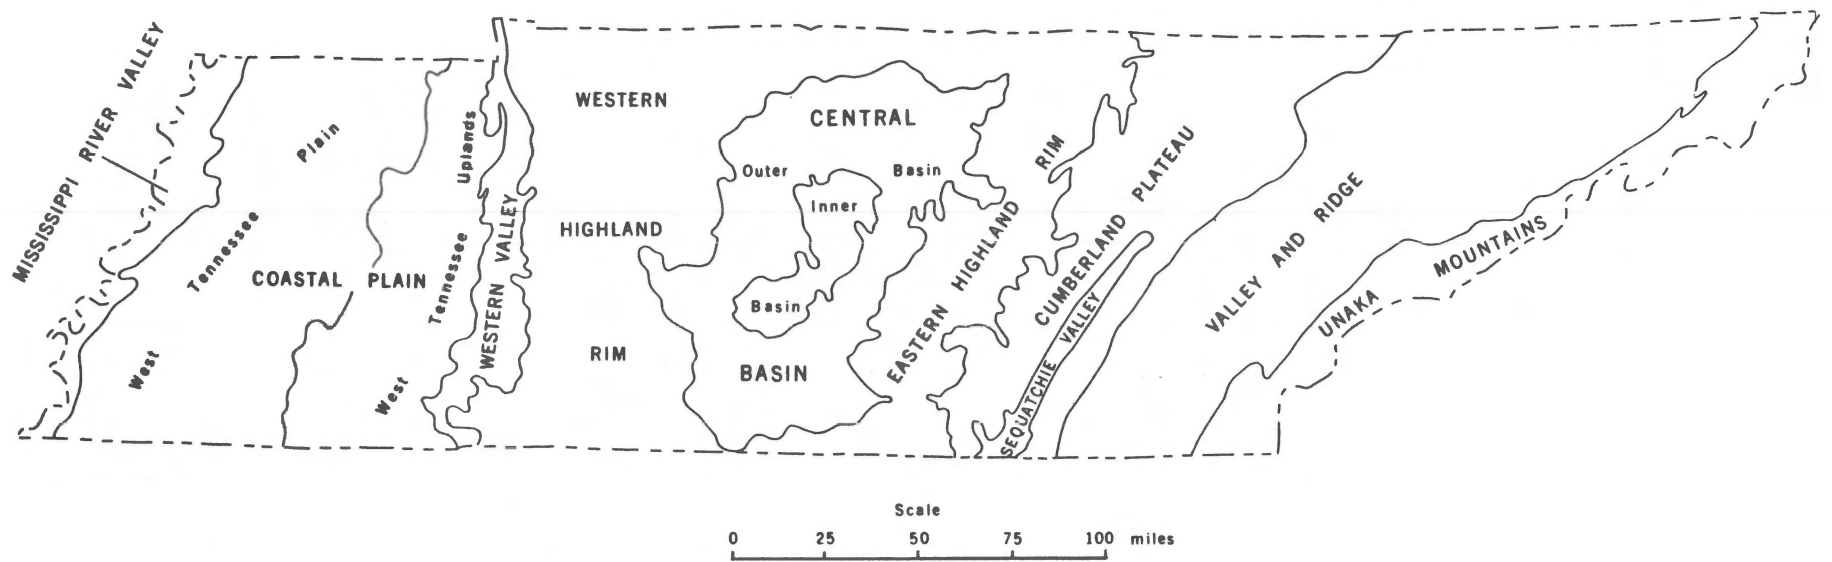 MISSISSIPPI RIVER VALLEY
West Tennessee Plain
COASTAL PLAIN
West Tennessee Uplands
WESTERN VALLEY
WESTERN
HIGHLAND
RIM
CENTRAL
BASIN
Outer Basin
Inner
Basin
EASTERN HIGHLAND RIM
CUMBERLAND PLATEAU
SEQUATCHIE VALLEY
VALLEY AND RIDGE
UNAKA MOUNTAINS
Scale
0 25 50 75 100 miles